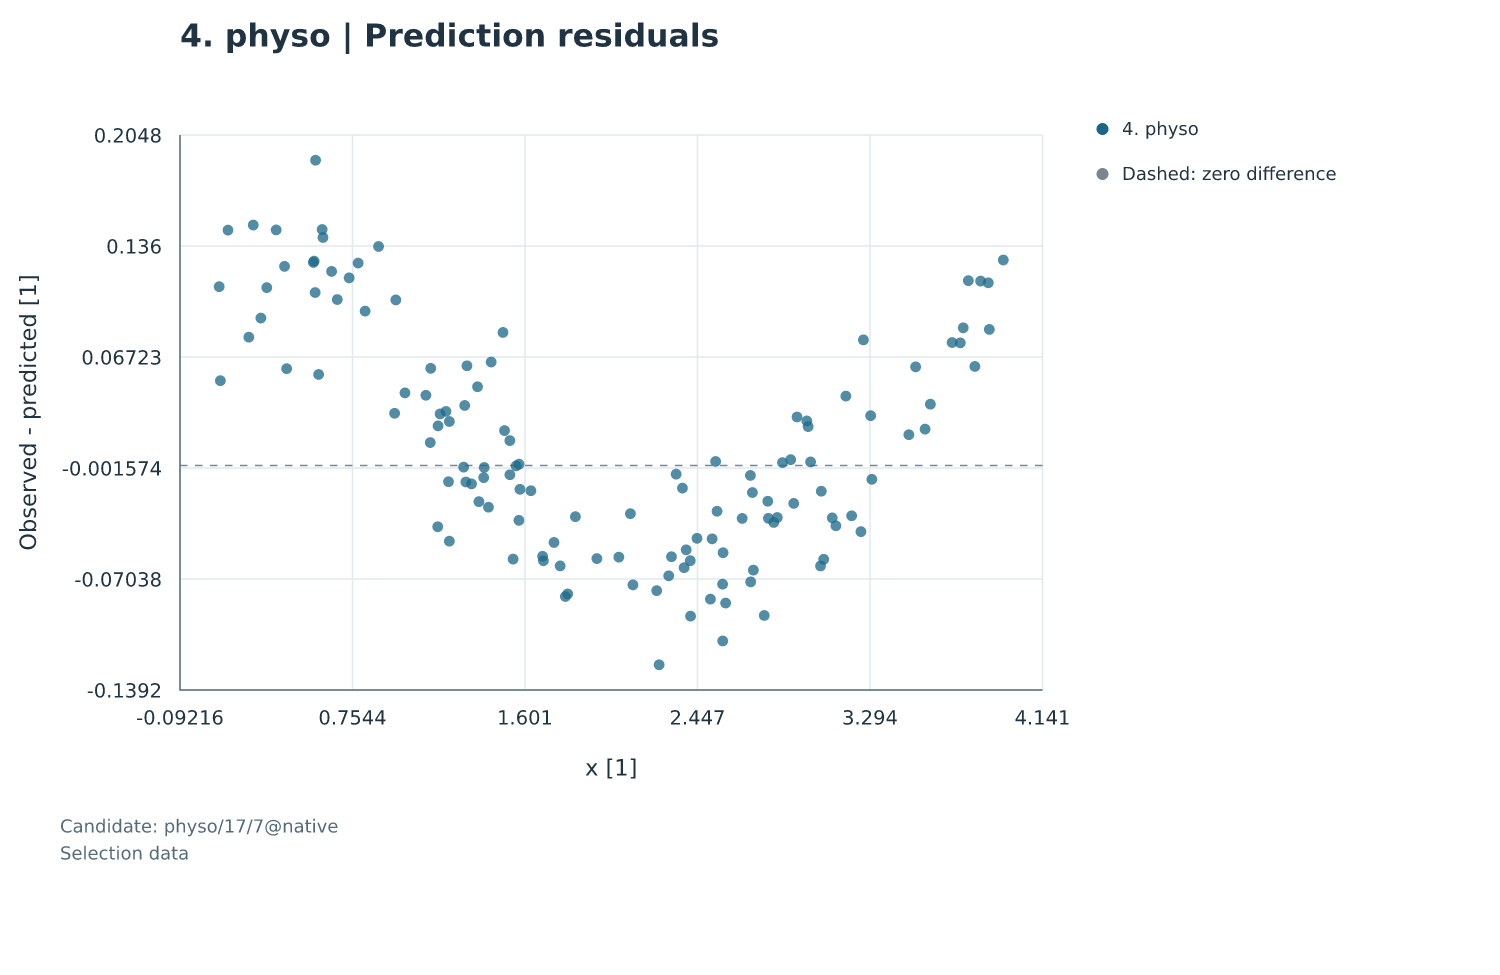 4. physo | Prediction residuals
4. physo
Dashed: zero difference
Observed - predicted [1]
0.2048
0.136
0.06723
-0.001574
-0.07038
-0.1392
-0.09216 0.7544 1.601 2.447 3.294 4.141
x [1]
Candidate: physo/17/7@native
Selection data